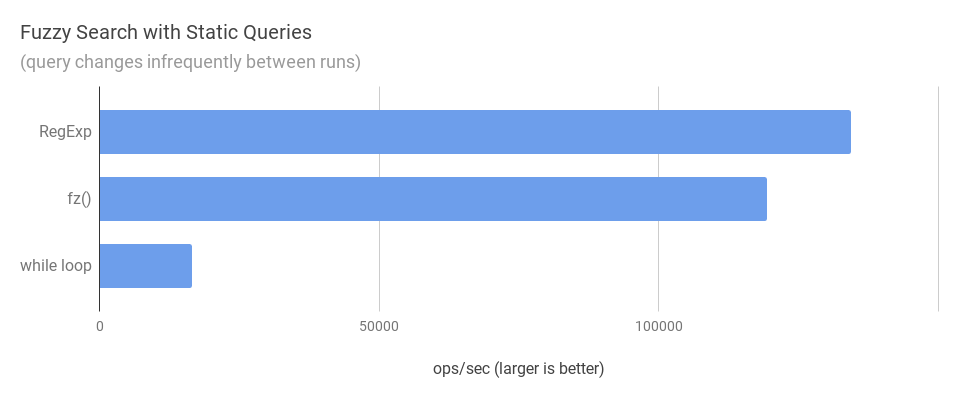 Fuzzy Search with Static Queries
(query changes infrequently between runs)
RegExp
fz()
while loop
0
50000
100000
ops/sec (larger is better)